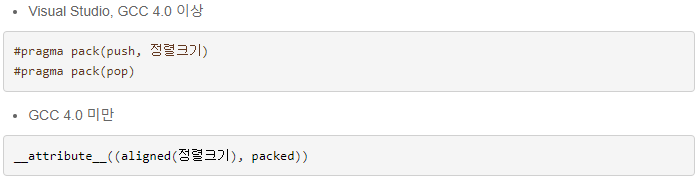 Visual Studio, GCC 4.0 이상
#pragma pack(push, 정렬크기)
#pragma pack(pop)
GCC 4.0 미만
__attribute__((aligned(정렬크기), packed))